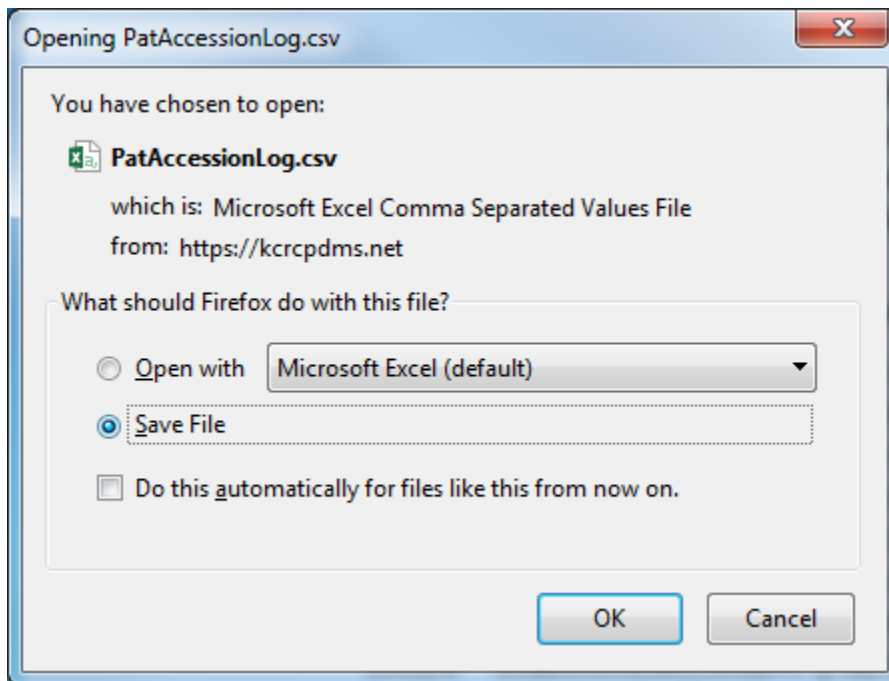 Opening PatAccessionLog.csv
You have chosen to open:
PatAccessionLog.csv
which is: Microsoft Excel Comma Separated Values File
from: https://kcrcpdms.net
What should Firefox do with this file?
Open with Microsoft Excel (default)
Save File
Do this automatically for files like this from now on.
OK Cancel